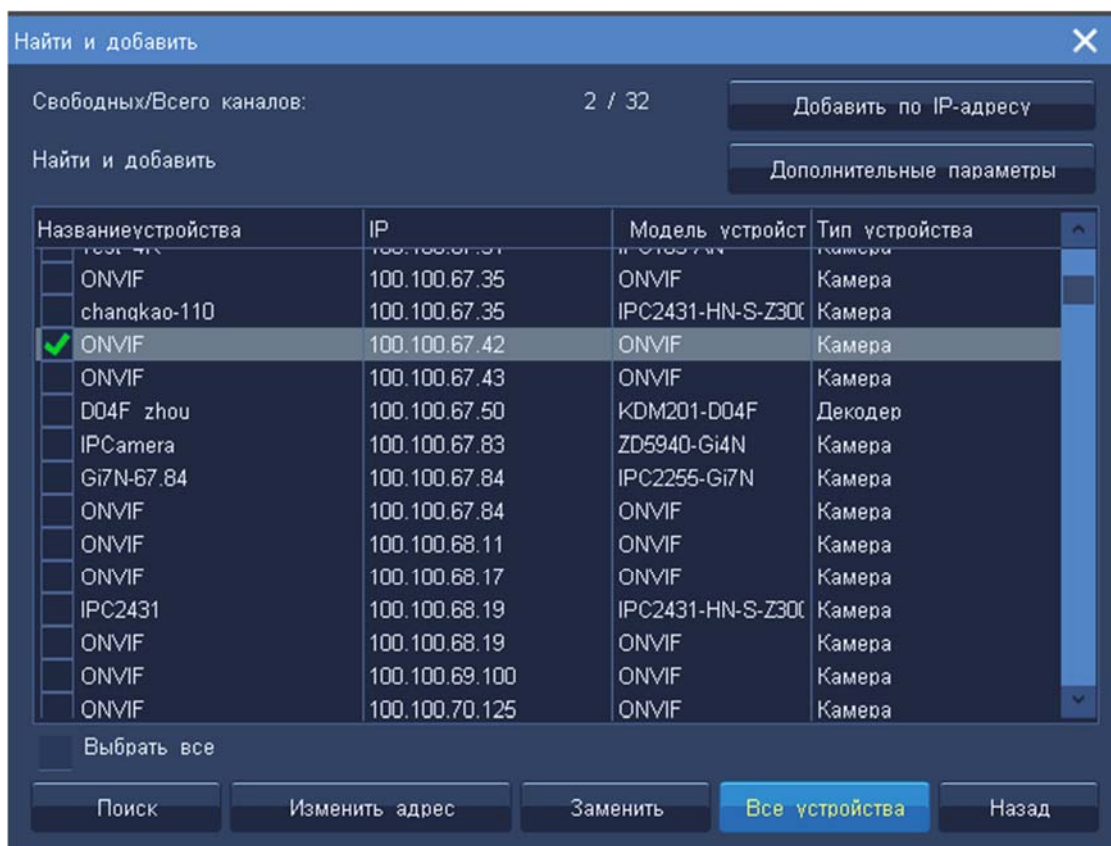 Найти и добавить
Свободных/Всего каналов: 2 / 32 Добавить по IP-адресу
Найти и добавить Дополнительные параметры
Названиеустройства IP Модель устройст Тип устройства
ONVIF 100.100.67.35 ONVIF Камера
changkao-110 100.100.67.35 IPC2431-HN-S-Z30 Камера
ONVIF 100.100.67.42 ONVIF Камера
ONVIF 100.100.67.43 ONVIF Камера
D04F zhou 100.100.67.50 KDM201-D04F Декодер
IPCamera 100.100.67.83 ZD5940-Gi4N Камера
Gi7N-67.84 100.100.67.84 IPC2255-Gi7N Камера
ONVIF 100.100.67.84 ONVIF Камера
ONVIF 100.100.68.11 ONVIF Камера
ONVIF 100.100.68.17 ONVIF Камера
IPC2431 100.100.68.19 IPC2431-HN-S-Z30 Камера
ONVIF 100.100.68.19 ONVIF Камера
ONVIF 100.100.69.100 ONVIF Камера
ONVIF 100.100.70.125 ONVIF Камера
Выбрать все
Поиск Изменить адрес Заменить Все устройства Назад